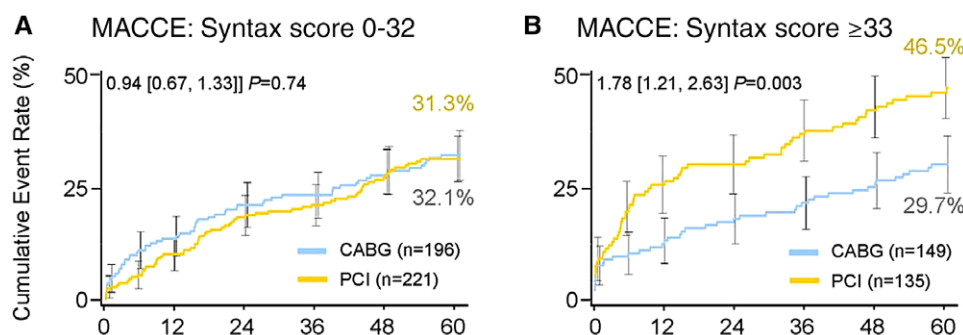 A MACCE: Syntax score 0-32
Cumulative Event Rate (%)
50
25
0
0.94 [0.67, 1.33]] P=0.74
31.3%
32.1%
CABG (n=196)
PCI (n=221)
0 12 24 36 48 60
B MACCE: Syntax score ≥33
46.5%
50
25
0
1.78 [1.21, 2.63] P=0.003
29.7%
CABG (n=149)
PCI (n=135)
0 12 24 36 48 60